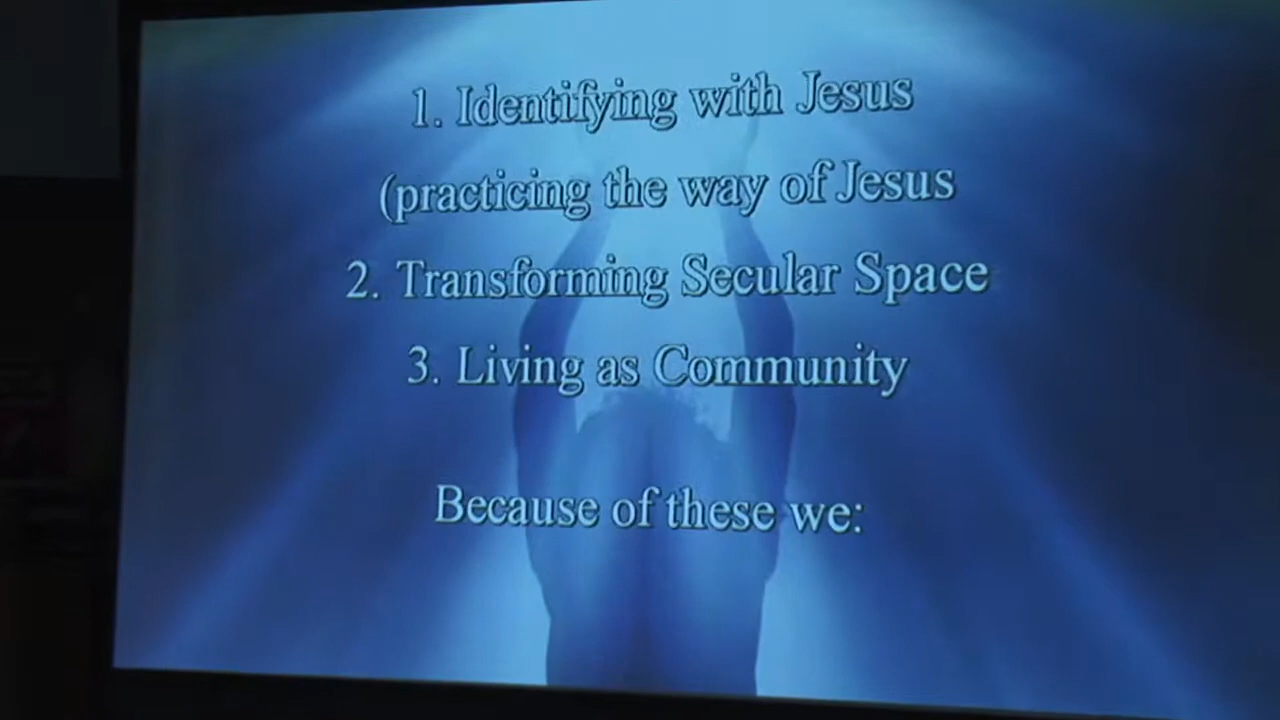 1. Identifying with Jesus
(practicing the way of Jesus
2. Transforming Secular Space
3. Living as Community
Because of these we: